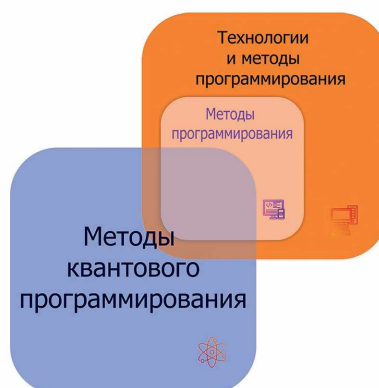 Технологии
и методы
программирования
Методы
программирования
Методы
квантового
программирования